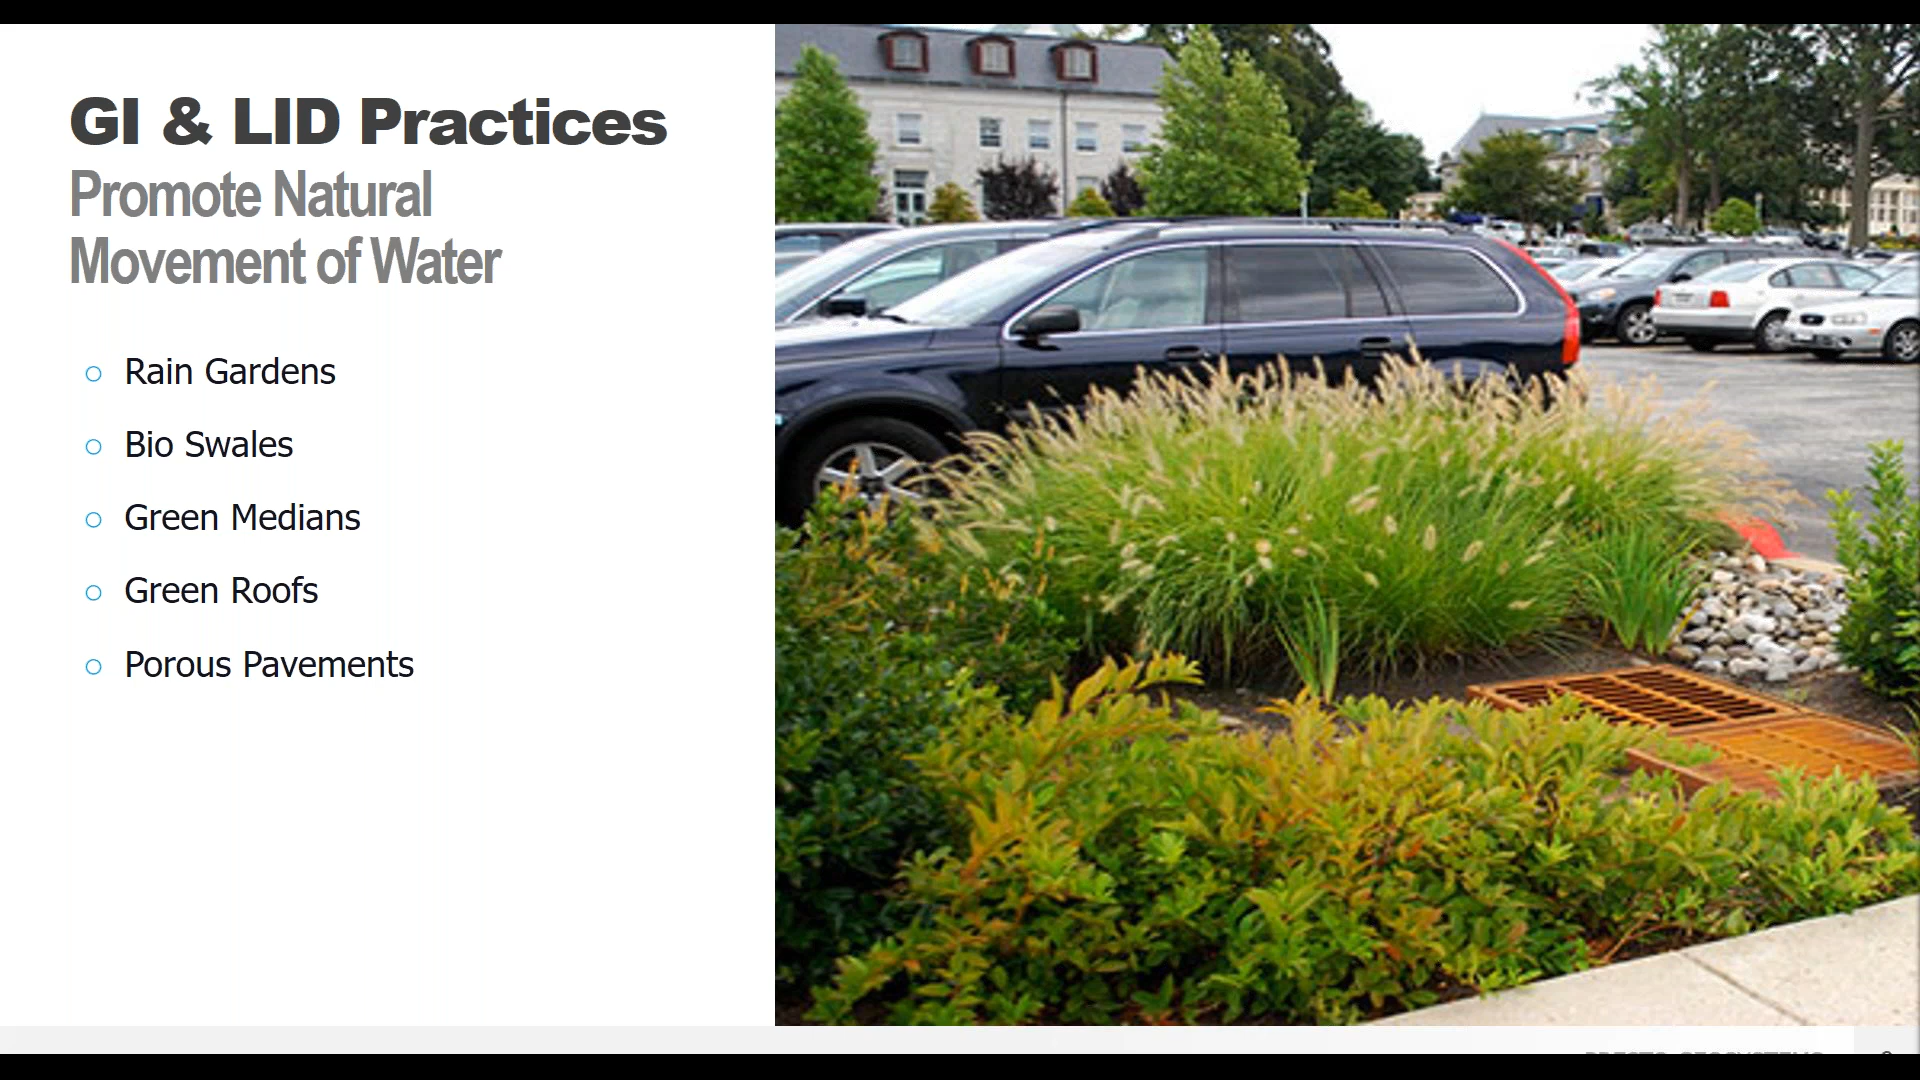 GI & LID Practices
Promote Natural
Movement of Water
Rain Gardens
Bio Swales
Green Medians
Green Roofs
Porous Pavements